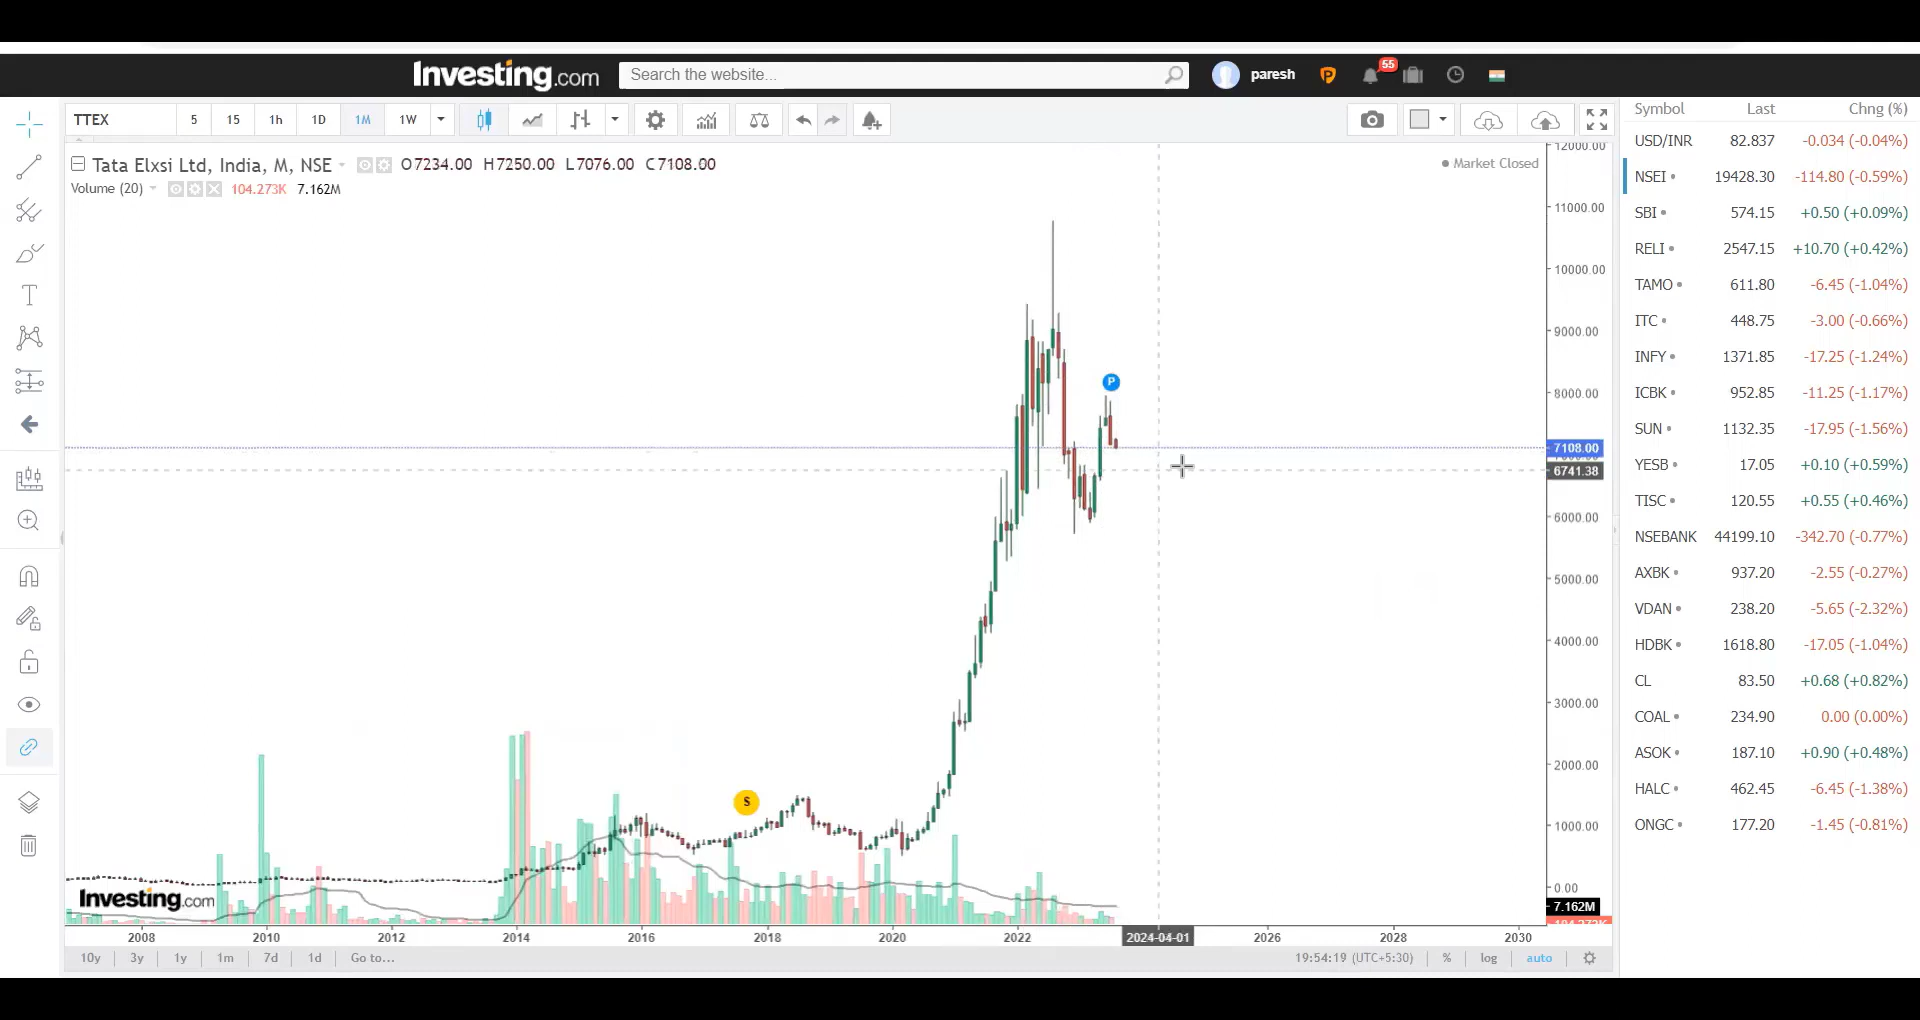 Investing.com
Search the website...
paresh
P
55
TTEX
5
15
1h
1D
1M
1W
Symbol Last Chng (%)
Tata Elxsi Ltd, India, M, NSE O7234.00 H7250.00 L7076.00 C7108.00
Market Closed
Volume (20) 104.273K 7.162M
USD/INR 82.837 -0.034 (-0.04%)
NSEI 19428.30 -114.80 (-0.59%)
SBI 574.15 +0.50 (+0.09%)
RELI 2547.15 +10.70 (+0.42%)
TAMO 611.80 -6.45 (-1.04%)
ITC 448.75 -3.00 (-0.66%)
INFY 1371.85 -17.25 (-1.24%)
ICBK 952.85 -11.25 (-1.17%)
SUN 1132.35 -17.95 (-1.56%)
YESB 17.05 +0.10 (+0.59%)
TISC 120.55 +0.55 (+0.46%)
NSEBANK 44199.10 -342.70 (-0.77%)
AXBK 937.20 -2.55 (-0.27%)
VDAN 238.20 -5.65 (-2.32%)
HDBK 1618.80 -17.05 (-1.04%)
CL 83.50 +0.68 (+0.82%)
COAL 234.90 0.00 (0.00%)
ASOK 187.10 +0.90 (+0.48%)
HALC 462.45 -6.45 (-1.38%)
ONGC 177.20 -1.45 (-0.81%)
12000.00
11000.00
10000.00
9000.00
8000.00
7108.00
6741.38
6000.00
5000.00
4000.00
3000.00
2000.00
1000.00
0.00
7.162M
P
S
Investing.com
2008 2010 2012 2014 2016 2018 2020 2022 2024-04-01 2026 2028 2030
10y 3y 1y 1m 7d 1d Go to... 19:54:19 (UTC+5:30) % log auto